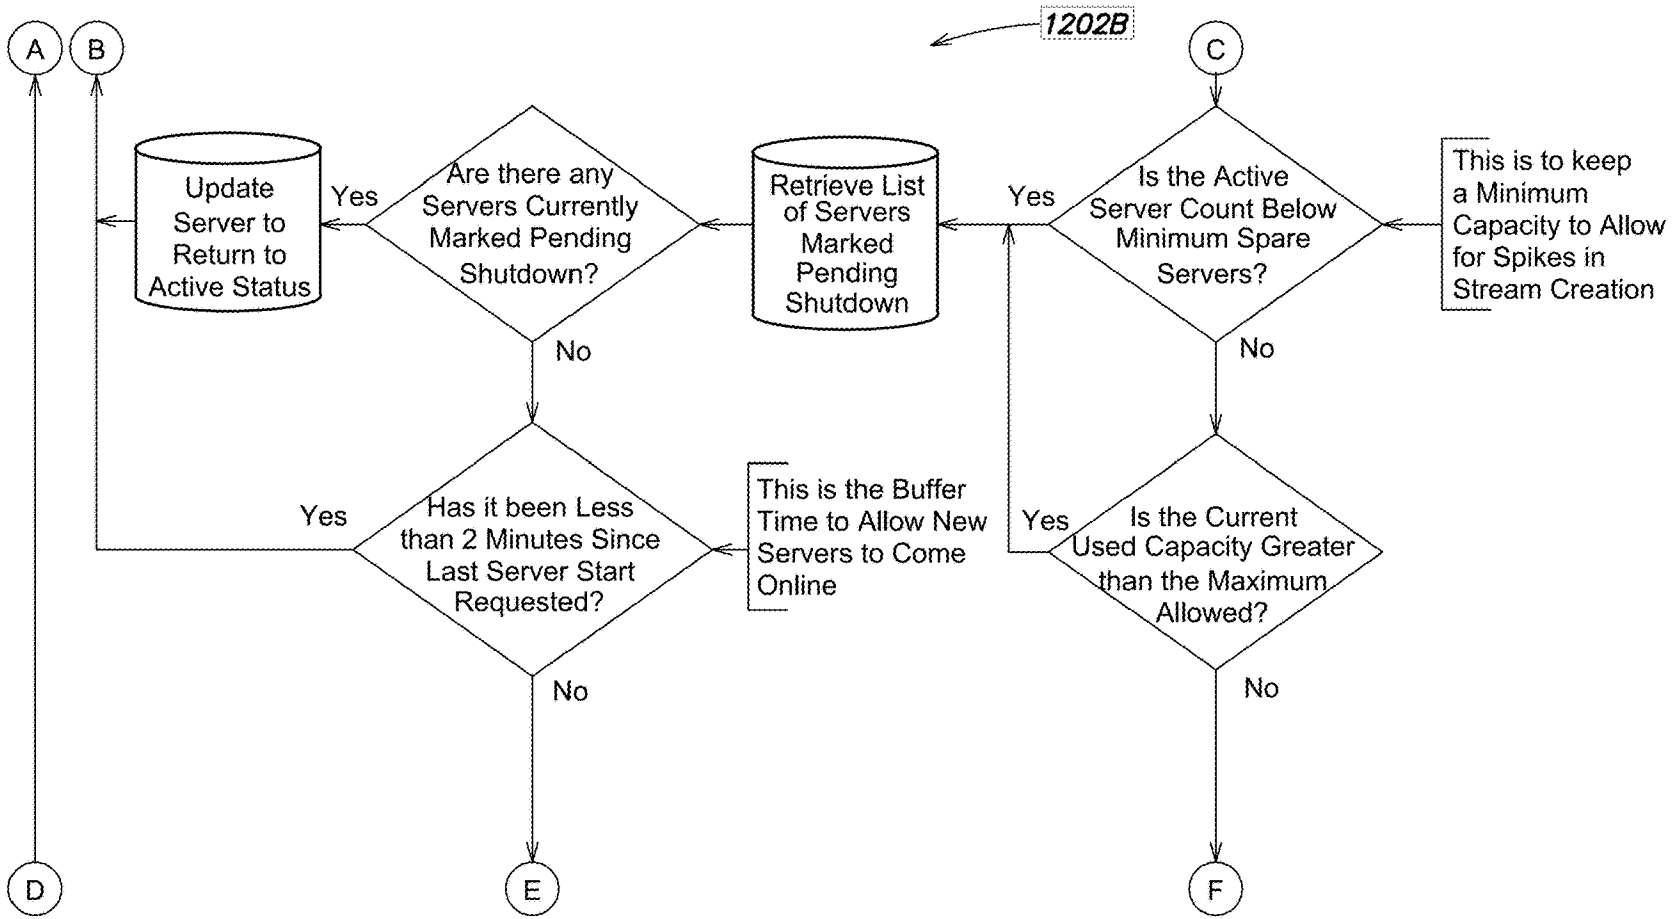 1202B
A
B
C
Update
Server to
Return to
Active Status
Yes
Are there any
Servers Currently
Marked Pending
Shutdown?
Retrieve List
of Servers
Marked
Pending
Shutdown
Yes
Is the Active
Server Count Below
Minimum Spare
Servers?
This is to keep
a Minimum
Capacity to Allow
for Spikes in
Stream Creation
No
No
Yes
Has it been Less
than 2 Minutes Since
Last Server Start
Requested?
This is the Buffer
Time to Allow New
Servers to Come
Online
Yes
Is the Current
Used Capacity Greater
than the Maximum
Allowed?
No
No
D
E
F